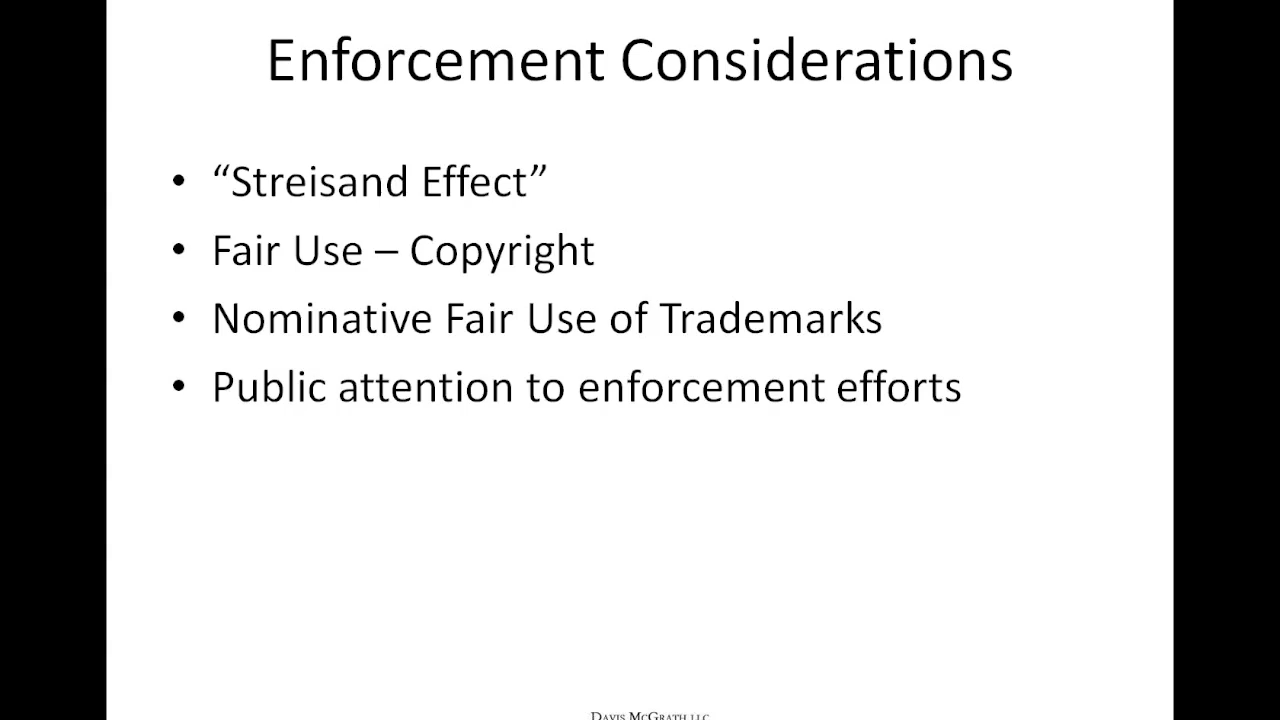 Enforcement Considerations
• “Streisand Effect”
• Fair Use – Copyright
• Nominative Fair Use of Trademarks
• Public attention to enforcement efforts
DAVIS MCGRATH LLC